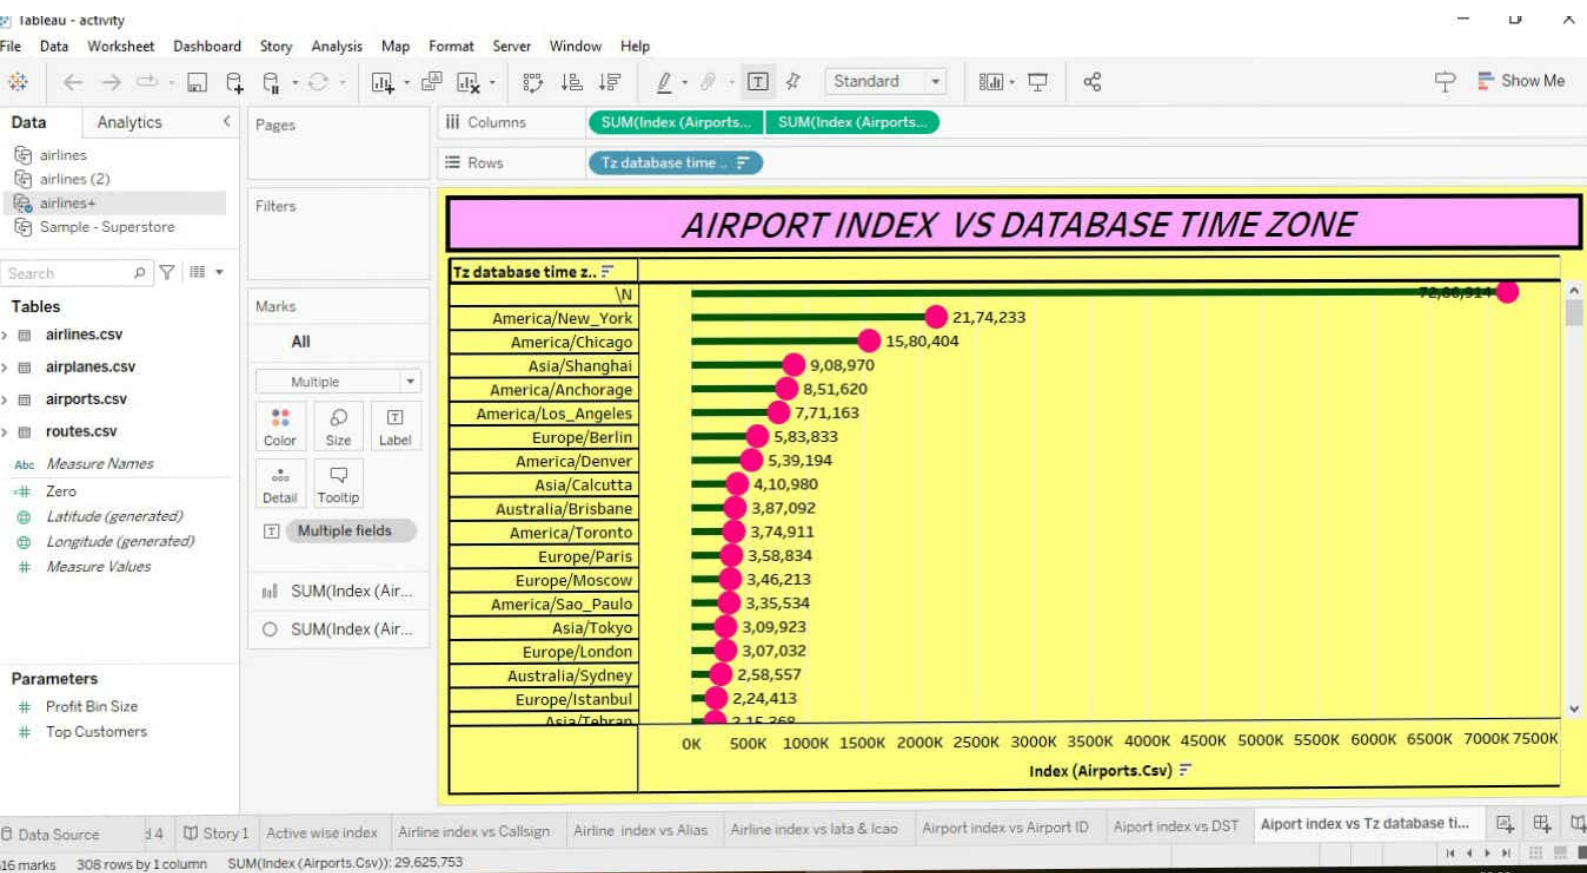 Tableau - activity
File Data Worksheet Dashboard Story Analysis Map Format Server Window Help
Standard
Show Me
Data Analytics
Pages
Columns SUM(Index (Airports... SUM(Index (Airports...
Rows Tz database time ..
airlines
airlines (2)
airlines+
Sample - Superstore
Search
Tables
airlines.csv
airplanes.csv
airports.csv
routes.csv
Abc Measure Names
Zero
Latitude (generated)
Longitude (generated)
Measure Values
Parameters
Profit Bin Size
Top Customers
Filters
Marks
All
Multiple
Color Size Label
Detail Tooltip
Multiple fields
SUM(Index (Air...
SUM(Index (Air...
AIRPORT INDEX VS DATABASE TIME ZONE
Tz database time z..
\N 72,86,914
America/New_York 21,74,233
America/Chicago 15,80,404
Asia/Shanghai 9,08,970
America/Anchorage 8,51,620
America/Los_Angeles 7,71,163
Europe/Berlin 5,83,833
America/Denver 5,39,194
Asia/Calcutta 4,10,980
Australia/Brisbane 3,87,092
America/Toronto 3,74,911
Europe/Paris 3,58,834
Europe/Moscow 3,46,213
America/Sao_Paulo 3,35,534
Asia/Tokyo 3,09,923
Europe/London 3,07,032
Australia/Sydney 2,58,557
Europe/Istanbul 2,24,413
Asia/Tehran 2,15,368
0K 500K 1000K 1500K 2000K 2500K 3000K 3500K 4000K 4500K 5000K 5500K 6000K 6500K 7000K 7500K
Index (Airports.Csv)
Data Source d 4 Story 1 Active wise index Airline index vs Callsign Airline index vs Alias Airline index vs Iata & Icao Airport index vs Airport ID Aiport index vs DST Aiport index vs Tz database ti...
616 marks 308 rows by 1 column SUM(Index (Airports.Csv)): 29,625,753